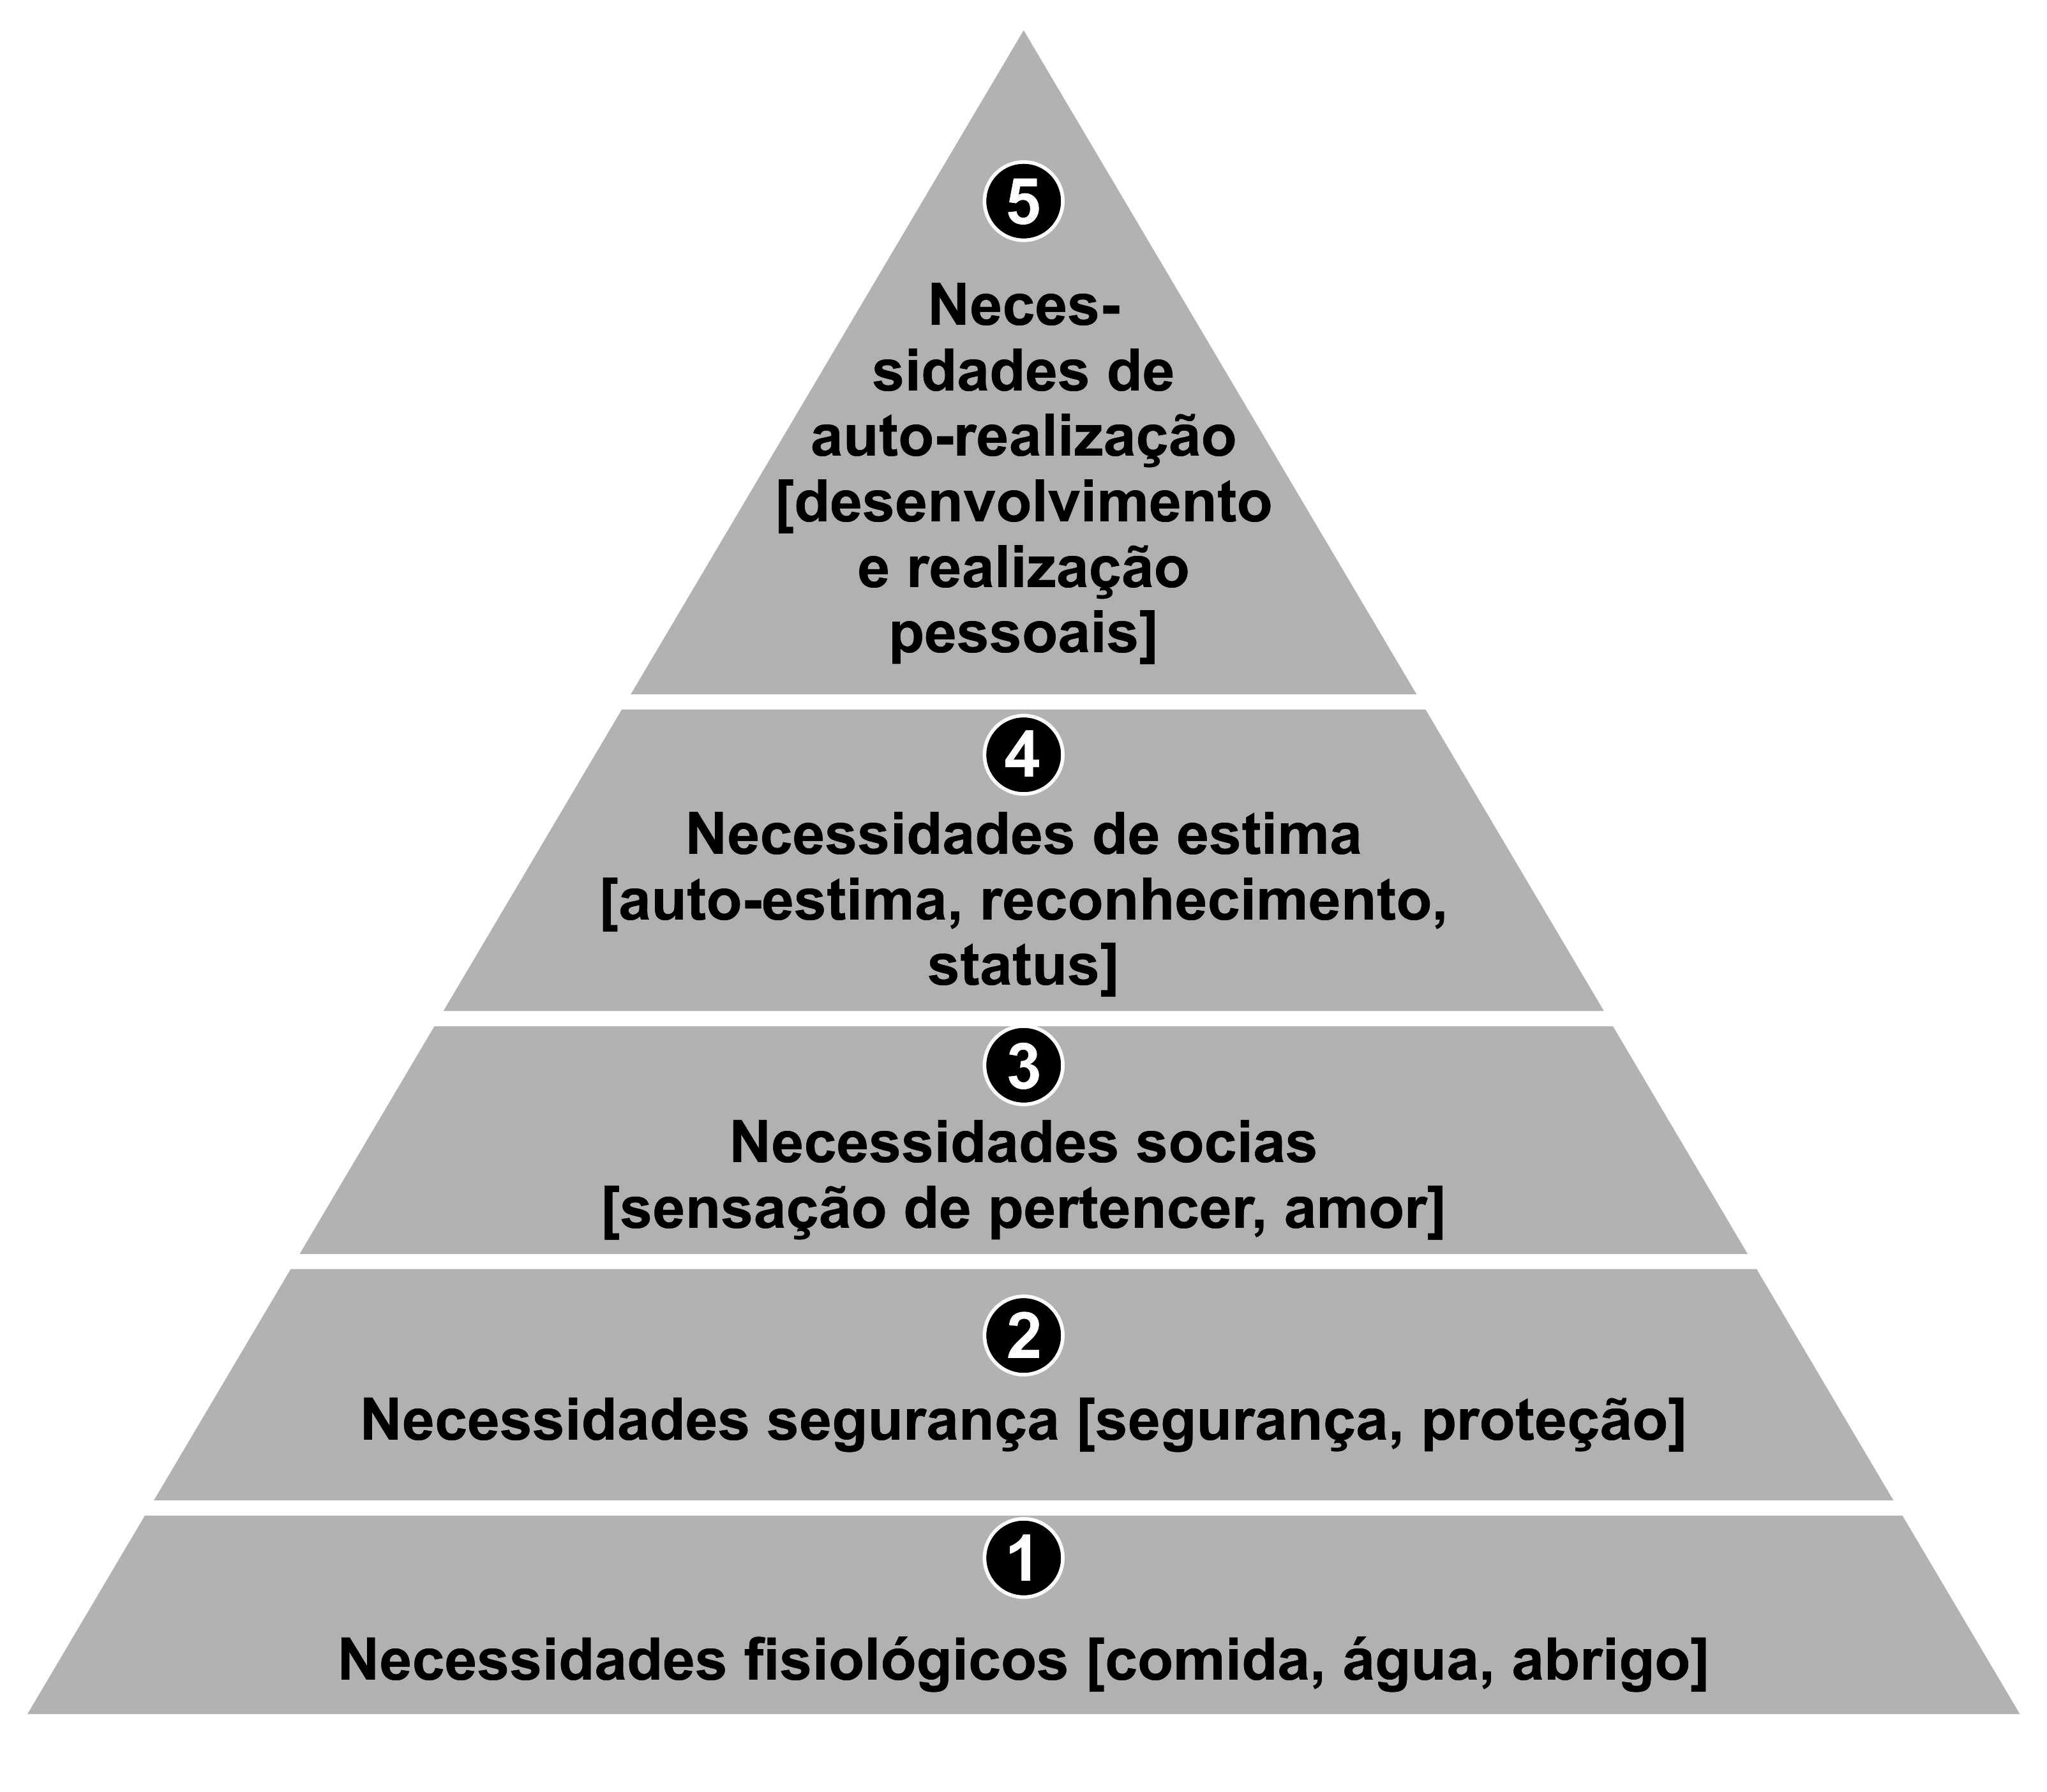 5
Neces-
sidades de
auto-realização
[desenvolvimento
e realização
pessoais]
4
Necessidades de estima
[auto-estima, reconhecimento,
status]
3
Necessidades socias
[sensação de pertencer, amor]
2
Necessidades segurança [segurança, proteção]
1
Necessidades fisiológicos [comida, água, abrigo]